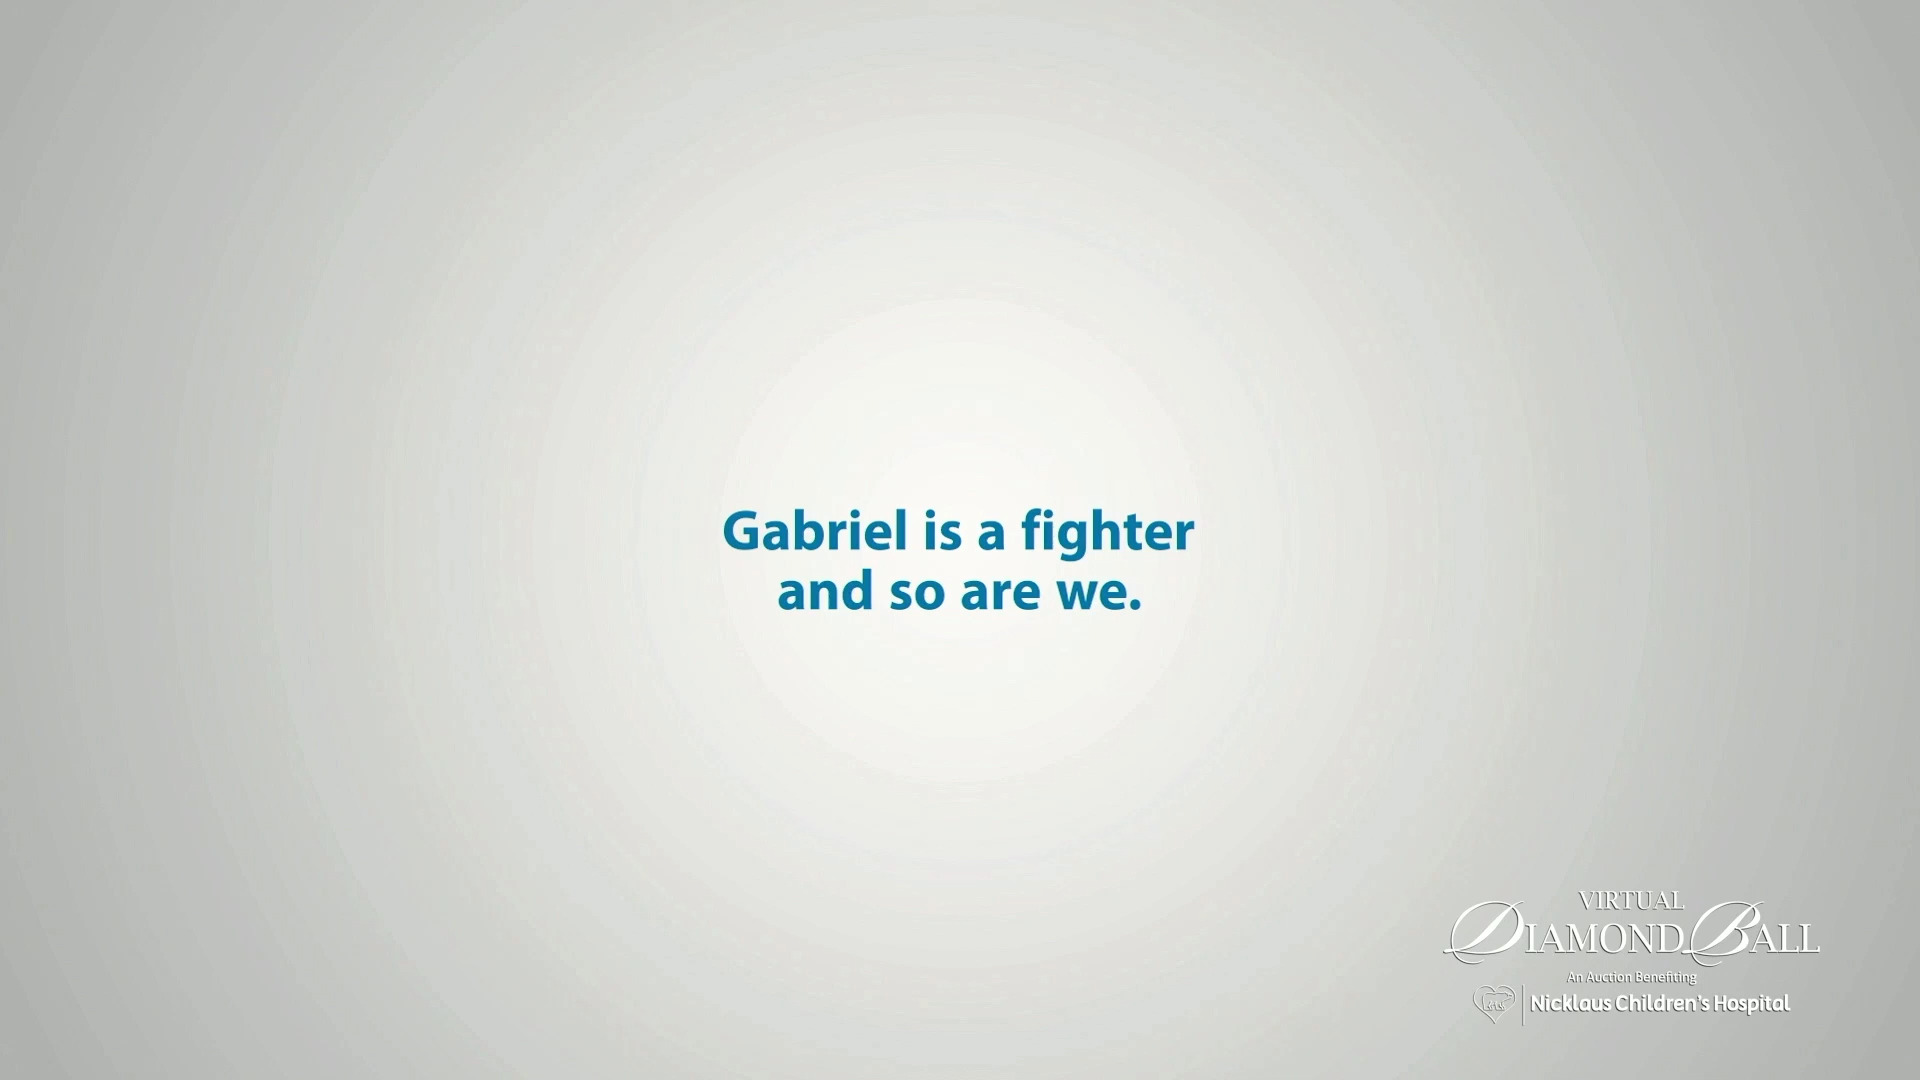 Gabriel is a fighter
and so are we.
VIRTUAL
DIAMOND BALL
An Auction Benefiting
Nicklaus Children's Hospital